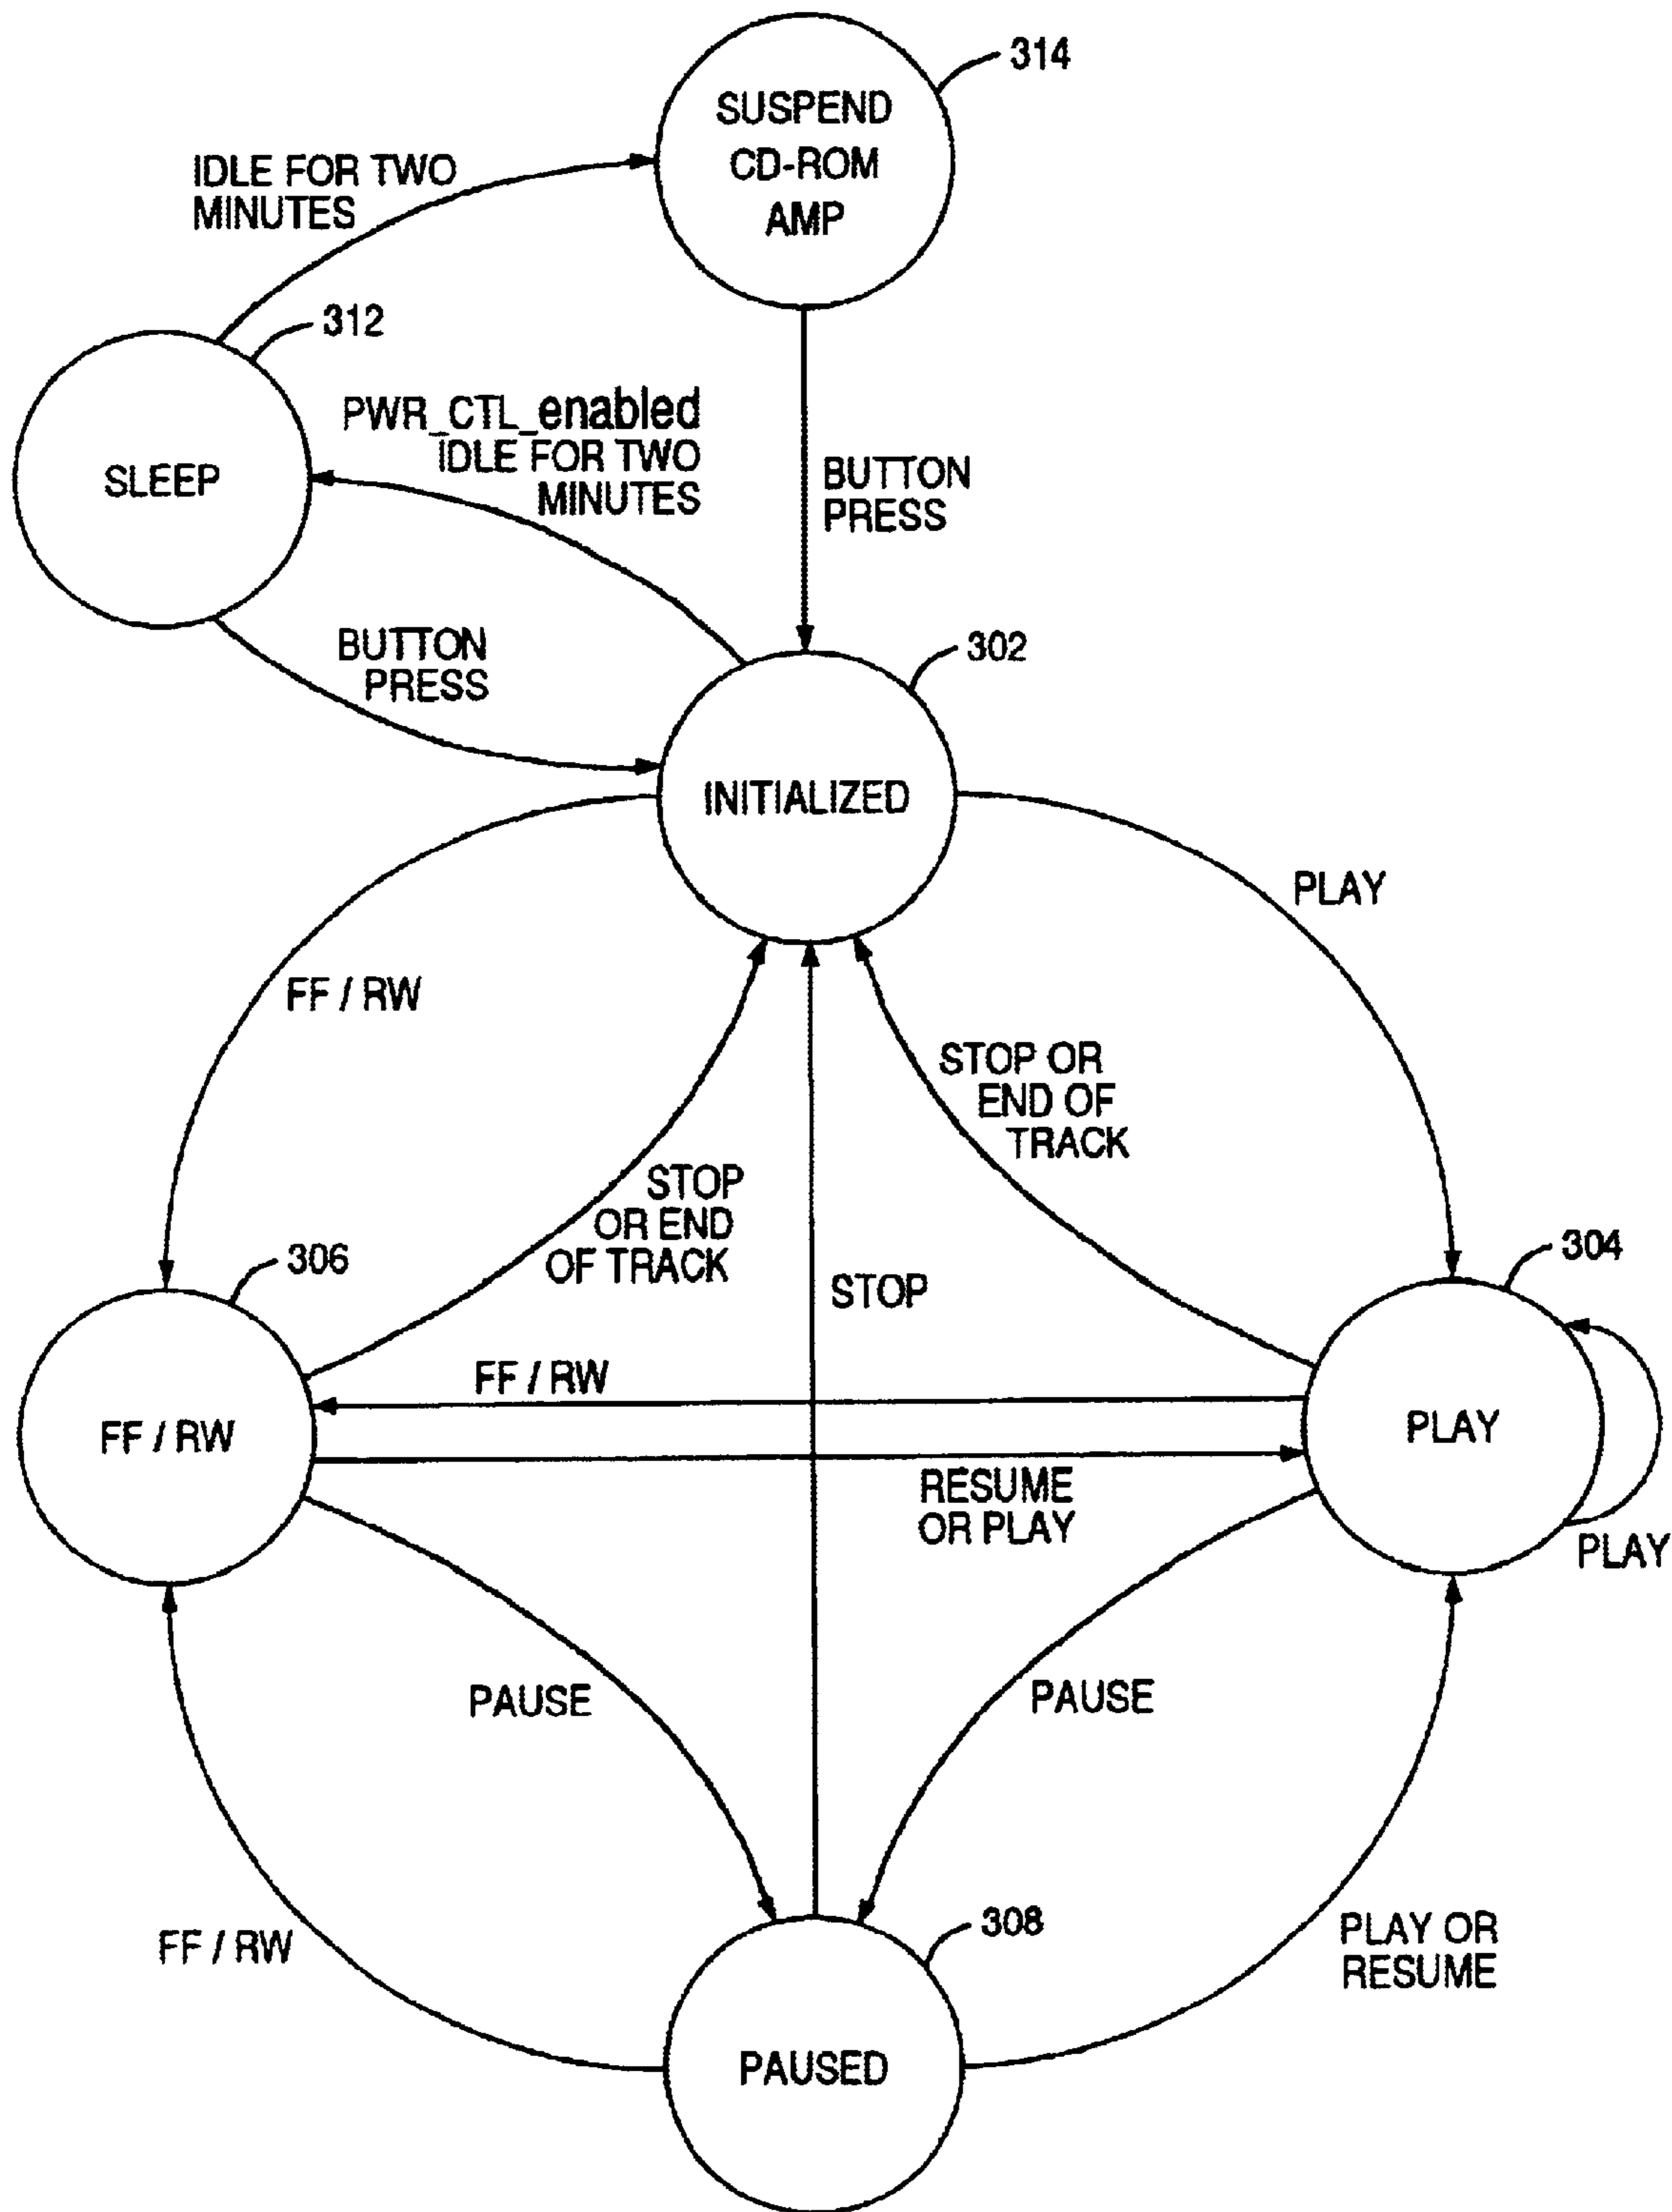 314
SUSPEND
CD-ROM
AMP
IDLE FOR TWO
MINUTES
312
PWR_CTL_enabled
IDLE FOR TWO
MINUTES
SLEEP
BUTTON
PRESS
BUTTON
PRESS
302
INITIALIZED
PLAY
FF / RW
STOP OR
END OF
TRACK
STOP
OR END
OF TRACK
306
304
STOP
FF / RW
FF / RW
PLAY
RESUME
OR PLAY
PLAY
PAUSE
PAUSE
308
FF / RW
PLAY OR
RESUME
PAUSED